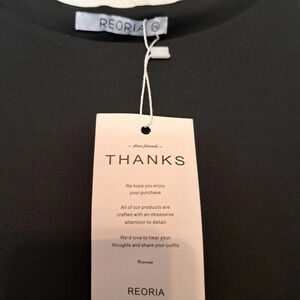 REORIA
– dear friends –
THANKS
We hope you enjoy
your purchase
All of our products are
crafted with an obsessive
attention to detail
We'd love to hear your
thoughts and share your outfits
@reoria
REORIA